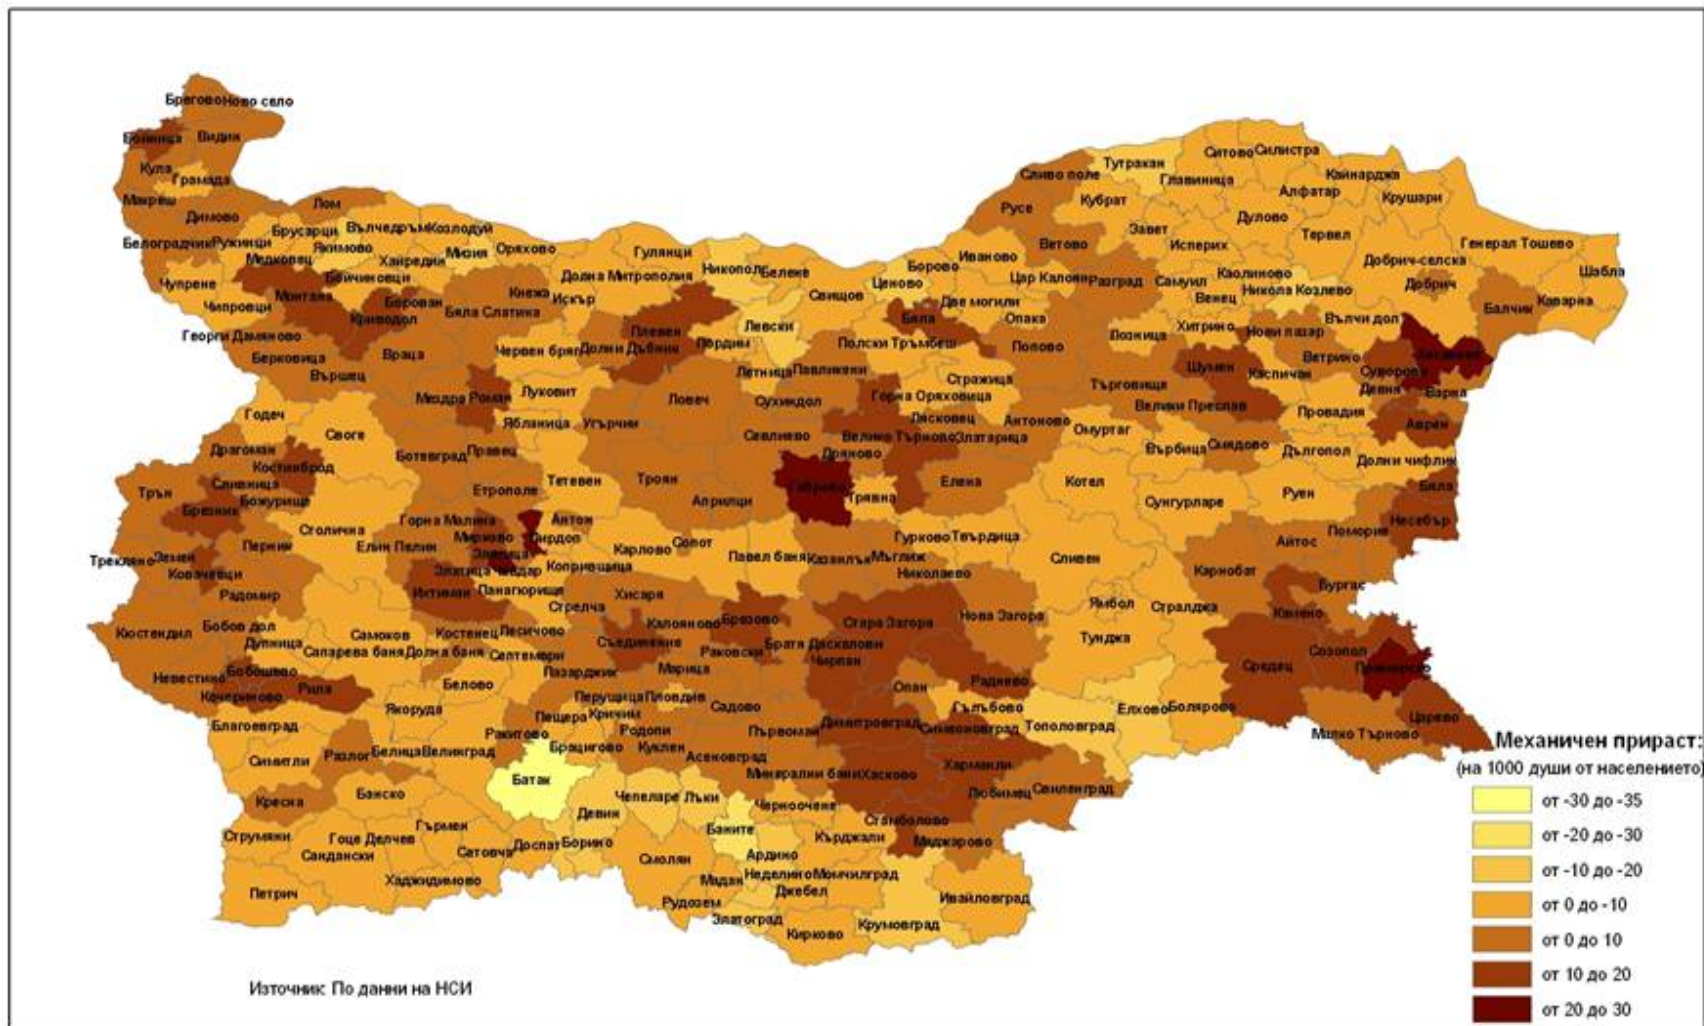 Брегово Ново село
Бойница
Видин
Кула
Грамада
Макреш
Димово
Лом
Белоградчик
Ружинци
Брусарци
Вълчедръм
Козлодуй
Якимово
Медковец
Хайредин
Мизия
Оряхово
Гулянци
Чупрене
Бойчиновци
Долна Митрополия
Никопол
Белене
Чипровци
Монтана
Борован
Кнежа
Искър
Криводол
Бяла Слатина
Свищов
Ценово
Борово
Иваново
Георги Дамяново
Берковица
Враца
Вършец
Червен бряг
Долни Дъбник
Плевен
Пордим
Левски
Бяла
Две могили
Опака
Полски Тръмбеш
Попово
Сливо поле
Русе
Тутракан
Ветово
Кубрат
Главиница
Ситово
Силистра
Кайнарджа
Алфатар
Крушари
Дулово
Завет
Исперих
Тервел
Генерал Тошево
Цар Калоян
Разград
Самуил
Каолиново
Добрич-селска
Шабла
Венец
Никола Козлево
Добрич
Балчик
Каварна
Лозница
Хитрино
Нови пазар
Вълчи дол
Ветрино
Суворово
Аксаково
Шумен
Каспичан
Девня
Варна
Търговище
Велики Преслав
Провадия
Аврен
Мездра
Роман
Луковит
Летница
Павликени
Стражица
Ловеч
Сухиндол
Горна Оряховица
Лясковец
Антоново
Омуртаг
Годеч
Своге
Ябланица
Угърчин
Севлиево
Велико Търново
Златарица
Върбица
Смядово
Дългопол
Долни чифлик
Драгоман
Костинброд
Ботевград
Правец
Дряново
Бяла
Сливница
Трън
Божурище
Етрополе
Тетевен
Троян
Априлци
Габрово
Трявна
Елена
Котел
Сунгурларе
Руен
Несебър
Брезник
Столична
Горна Малина
Антон
Мирково
Пирдоп
Поморие
Трекляно
Земен
Перник
Елин Пелин
Златица
Карлово
Сопот
Павел баня
Казанлък
Мъглиж
Гурково
Твърдица
Сливен
Айтос
Ковачевци
Златица
Чавдар
Копривщица
Николаево
Карнобат
Бургас
Радомир
Ихтиман
Панагюрище
Стрелча
Хисаря
Ямбол
Стралджа
Камено
Кюстендил
Бобов дол
Самоков
Костенец
Лесичово
Калояново
Брезово
Стара Загора
Нова Загора
Дупница
Сапарева баня
Долна баня
Септември
Съединение
Раковски
Братя Даскалови
Тунджа
Средец
Созопол
Приморско
Невестино
Бобошево
Пазарджик
Марица
Чирпан
Раднево
Кочериново
Рила
Белово
Перущица
Пловдив
Опан
Гълъбово
Елхово
Болярово
Царево
Благоевград
Якоруда
Пещера
Кричим
Садово
Димитровград
Симеоновград
Тополовград
Малко Търново
Ракитово
Брацигово
Родопи
Куклен
Първомай
Симитли
Разлог
Белица
Велинград
Асеновград
Минерални бани
Хасково
Харманли
Свиленград
Любимец
Батак
Кресна
Банско
Чепеларе
Лъки
Черноочене
Девин
Стамболово
Струмяни
Гоце Делчев
Гърмен
Баните
Кърджали
Маджарово
Сандански
Сатовча
Доспат
Борино
Смолян
Ардино
Петрич
Хаджидимово
Мадан
Неделино
Момчилград
Джебел
Ивайловград
Рудозем
Златоград
Крумовград
Кирково
Механичен прираст:
(на 1000 души от населението)
от -30 до -35
от -20 до -30
от -10 до -20
от 0 до -10
от 0 до 10
от 10 до 20
от 20 до 30
Източник: По данни на НСИ